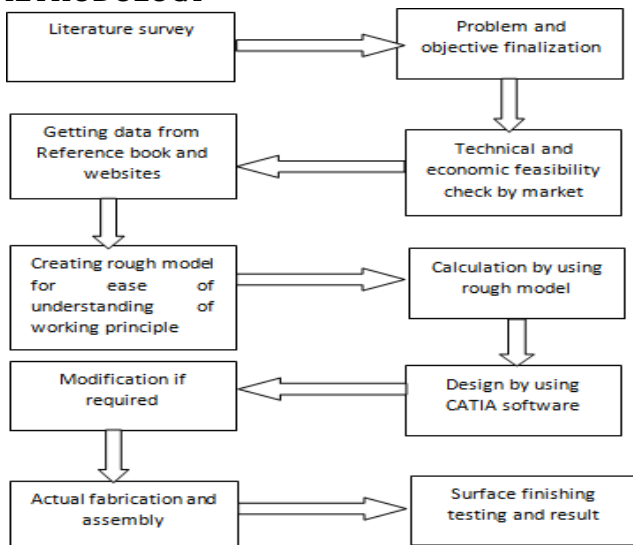 METHODOLOGY
Literature survey
Problem and
objective finalization
Technical and
economic feasibility
check by market
Getting data from
Reference book and
websites
Creating rough model
for ease of
understanding of
working principle
Calculation by using
rough model
Design by using
CATIA software
Modification if
required
Actual fabrication and
assembly
Surface finishing
testing and result